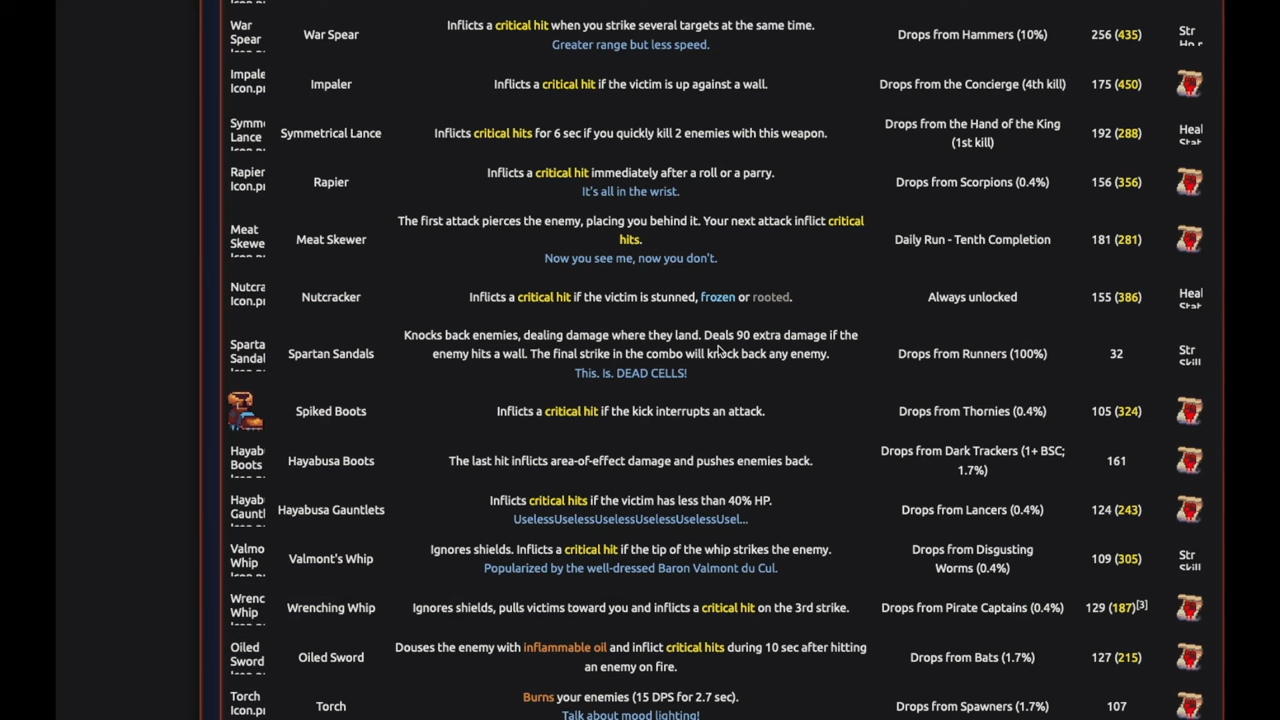 War
Spear
War Spear
Inflicts a critical hit when you strike several targets at the same time.
Greater range but less speed.
Drops from Hammers (10%)
256 (435)
Str
Impale
Icon.pr
Impaler
Inflicts a critical hit if the victim is up against a wall.
Drops from the Concierge (4th kill)
175 (450)
Symme
Lance
Symmetrical Lance
Inflicts critical hits for 6 sec if you quickly kill 2 enemies with this weapon.
Drops from the Hand of the King
(1st kill)
192 (288)
Heal
Rapier
Icon.pr
Rapier
Inflicts a critical hit immediately after a roll or a parry.
It's all in the wrist.
Drops from Scorpions (0.4%)
156 (356)
Meat
Skewe
Meat Skewer
The first attack pierces the enemy, placing you behind it. Your next attack inflict critical
hits.
Now you see me, now you don't.
Daily Run - Tenth Completion
181 (281)
Nutcra
Icon.pr
Nutcracker
Inflicts a critical hit if the victim is stunned, frozen or rooted.
Always unlocked
155 (386)
Heal
Sparta
Sandal
Spartan Sandals
Knocks back enemies, dealing damage where they land. Deals 90 extra damage if the
enemy hits a wall. The final strike in the combo will knock back any enemy.
This. Is. DEAD CELLS!
Drops from Runners (100%)
32
Str
Spiked Boots
Inflicts a critical hit if the kick interrupts an attack.
Drops from Thornies (0.4%)
105 (324)
Hayab
Boots
Hayabusa Boots
The last hit inflicts area-of-effect damage and pushes enemies back.
Drops from Dark Trackers (1+ BSC;
1.7%)
161
Hayab
Gauntl
Hayabusa Gauntlets
Inflicts critical hits if the victim has less than 40% HP.
UselessUselessUselessUselessUselessUsel...
Drops from Lancers (0.4%)
124 (243)
Valmo
Whip
Valmont's Whip
Ignores shields. Inflicts a critical hit if the tip of the whip strikes the enemy.
Popularized by the well-dressed Baron Valmont du Cul.
Drops from Disgusting
Worms (0.4%)
109 (305)
Str
Wrenc
Whip
Wrenching Whip
Ignores shields, pulls victims toward you and inflicts a critical hit on the 3rd strike.
Drops from Pirate Captains (0.4%)
129 (187)[3]
Oiled
Sword
Oiled Sword
Douses the enemy with inflammable oil and inflict critical hits during 10 sec after hitting
an enemy on fire.
Drops from Bats (1.7%)
127 (215)
Torch
Icon.pr
Torch
Burns your enemies (15 DPS for 2.7 sec).
Talk about mood lighting!
Drops from Spawners (1.7%)
107